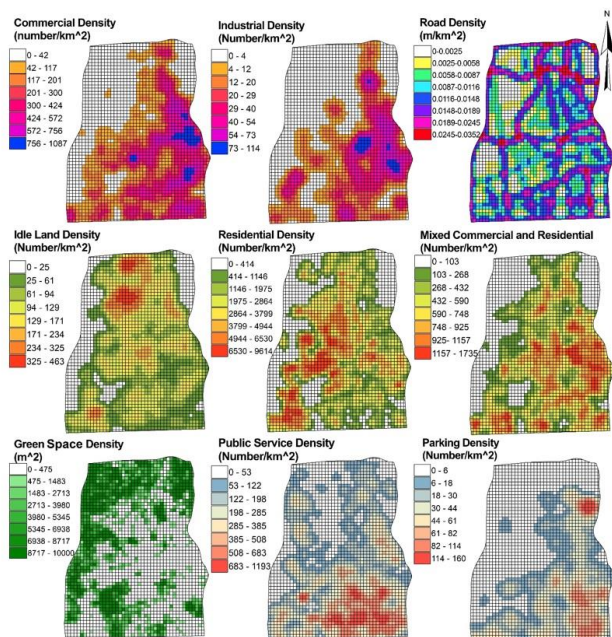 Commercial Density
(number/km^2)
0 - 42
42 - 117
117 - 201
201 - 300
300 - 424
424 - 572
572 - 756
756 - 1087
Industrial Density
(Number/km^2)
0 - 4
4 - 12
12 - 20
20 - 29
29 - 40
40 - 54
54 - 73
73 - 114
Road Density
(m/km^2)
0-0.0025
0.0025-0.0058
0.0058-0.0087
0.0087-0.0116
0.0116-0.0148
0.0148-0.0189
0.0189-0.0245
0.0245-0.0352
N
Idle Land Density
(Number/km^2)
0 - 25
25 - 61
61 - 94
94 - 129
129 - 171
171 - 234
234 - 325
325 - 463
Residential Density
(Number/km^2)
0 - 414
414 - 1146
1146 - 1975
1975 - 2864
2864 - 3799
3799 - 4944
4944 - 6530
6530 - 9614
Mixed Commercial and Residential
(Number/km^2)
0 - 103
103 - 268
268 - 432
432 - 590
590 - 748
748 - 925
925 - 1157
1157 - 1735
Green Space Density
(m^2)
0 - 475
475 - 1483
1483 - 2713
2713 - 3980
3980 - 5345
5345 - 6938
6938 - 8717
8717 - 10000
Public Service Density
(Number/km^2)
0 - 53
53 - 122
122 - 198
198 - 285
285 - 385
385 - 508
508 - 683
683 - 1193
Parking Density
(Number/km^2)
0 - 6
6 - 18
18 - 30
30 - 44
44 - 61
61 - 82
82 - 114
114 - 160